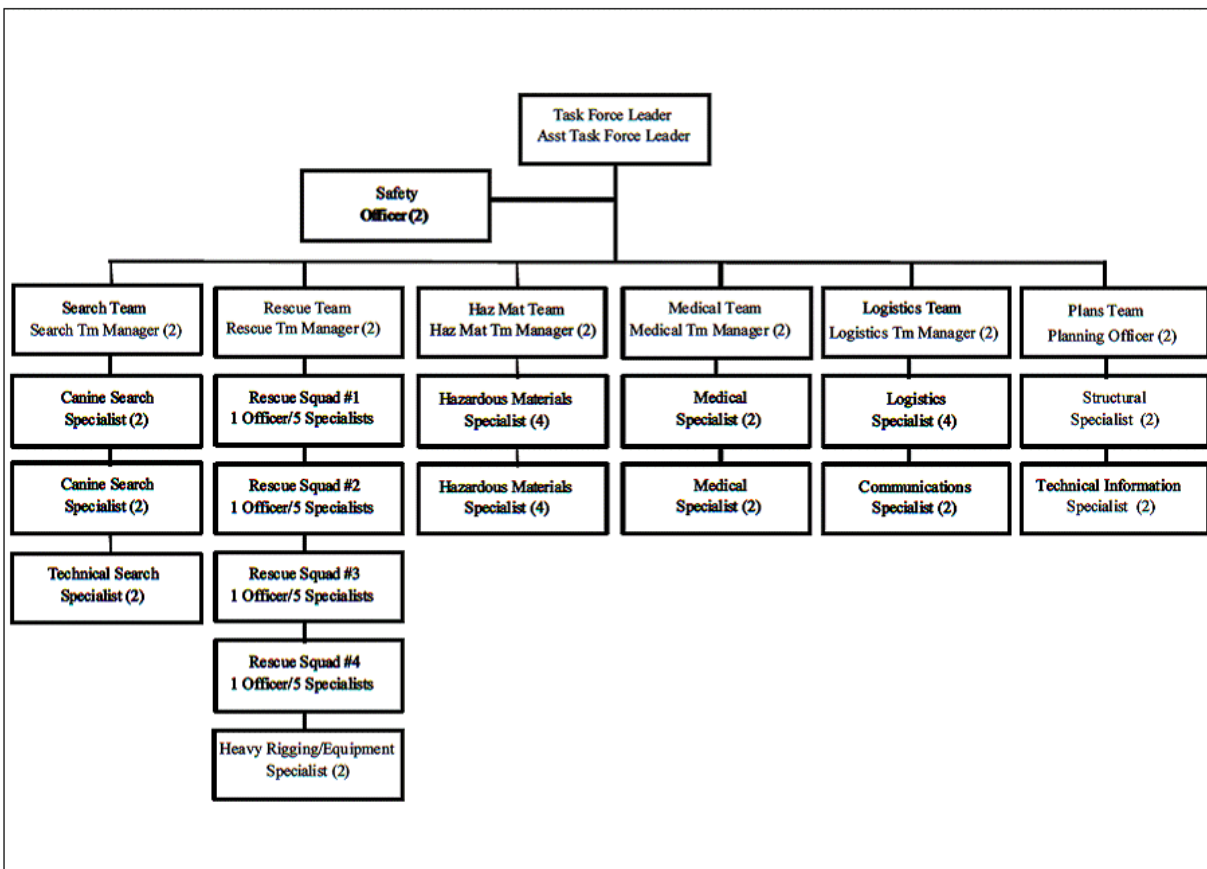 Task Force Leader
Asst Task Force Leader
Safety
Officer (2)
Search Team
Search Tm Manager (2)
Rescue Team
Rescue Tm Manager (2)
Haz Mat Team
Haz Mat Tm Manager (2)
Medical Team
Medical Tm Manager (2)
Logistics Team
Logistics Tm Manager (2)
Plans Team
Planning Officer (2)
Canine Search
Specialist (2)
Rescue Squad #1
1 Officer/5 Specialists
Hazardous Materials
Specialist (4)
Medical
Specialist (2)
Logistics
Specialist (4)
Structural
Specialist (2)
Canine Search
Specialist (2)
Rescue Squad #2
1 Officer/5 Specialists
Hazardous Materials
Specialist (4)
Medical
Specialist (2)
Communications
Specialist (2)
Technical Information
Specialist (2)
Technical Search
Specialist (2)
Rescue Squad #3
1 Officer/5 Specialists
Rescue Squad #4
1 Officer/5 Specialists
Heavy Rigging/Equipment
Specialist (2)